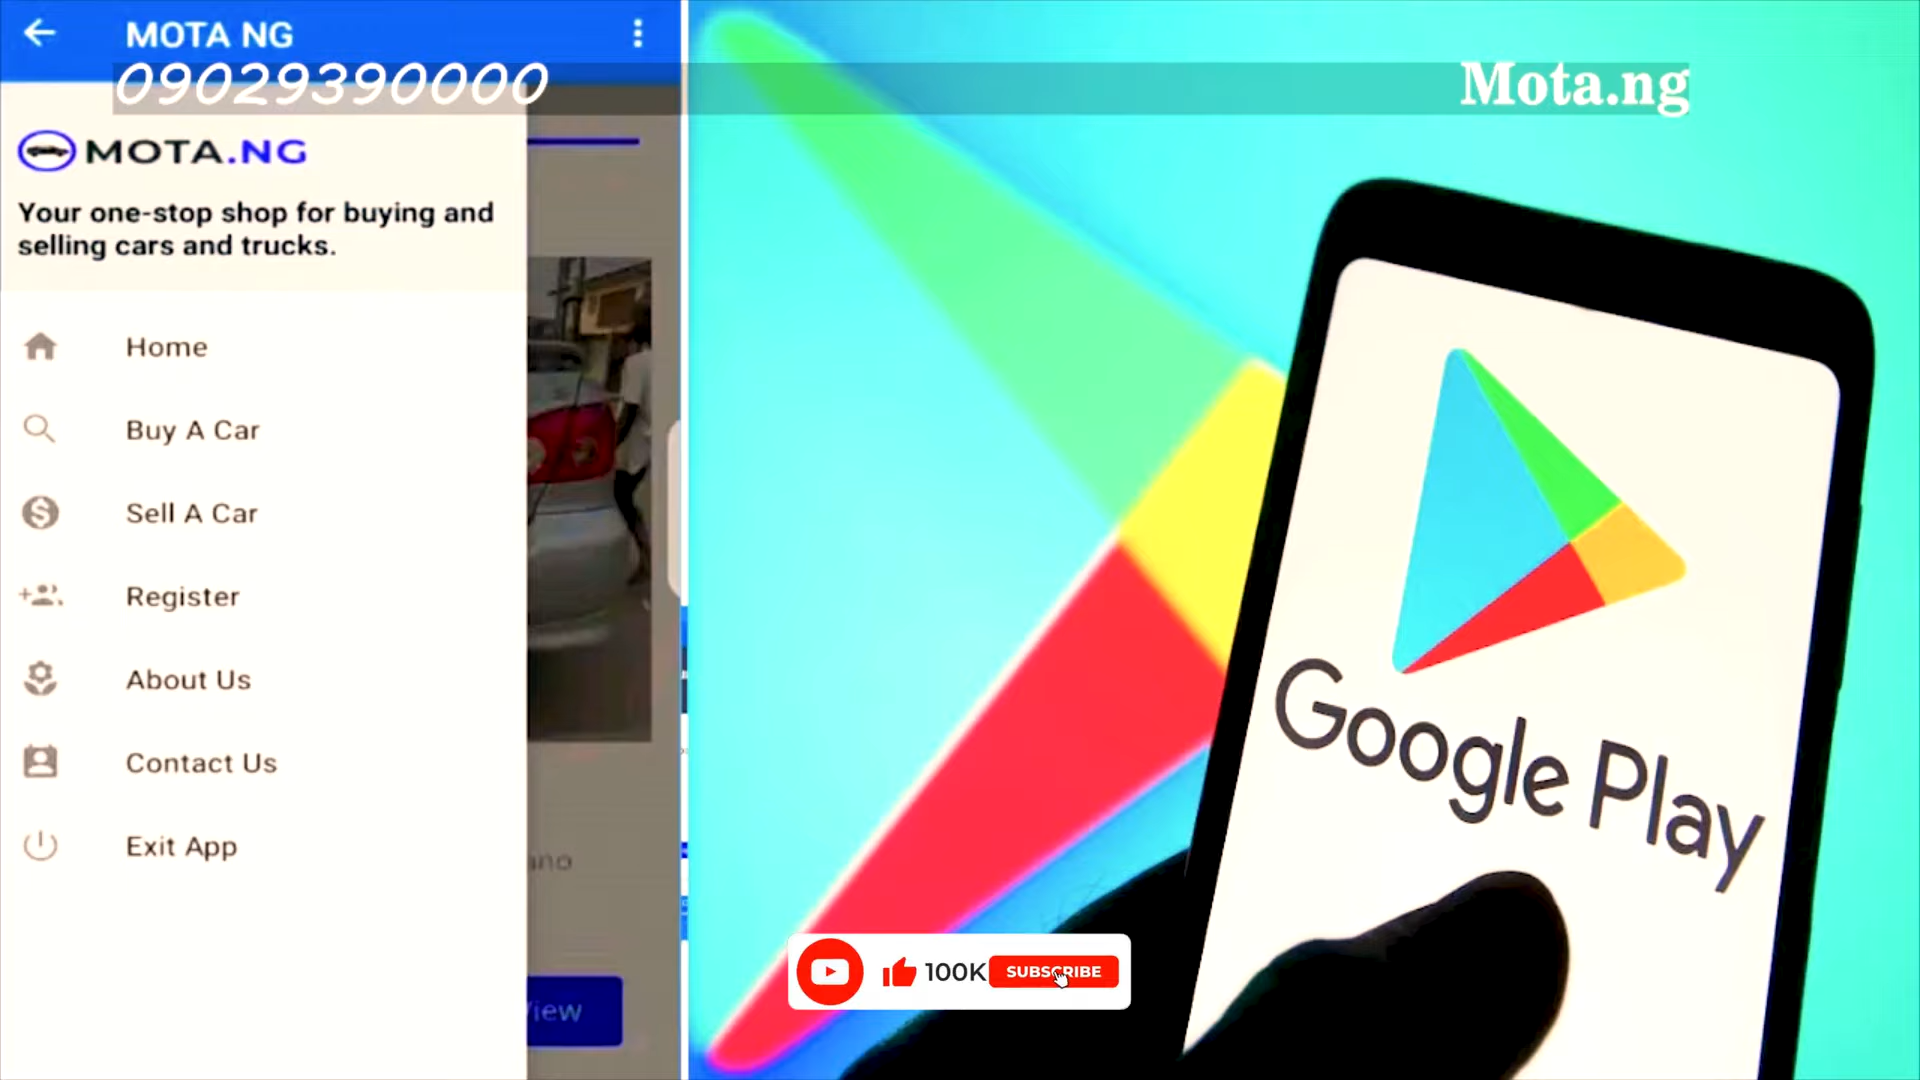 MOTA NG
09029390000
Mota.ng
MOTA.NG
Your one-stop shop for buying and
selling cars and trucks.
Home
Buy A Car
Sell A Car
Register
About Us
Contact Us
Exit App
Google Play
100K
SUBSCRIBE